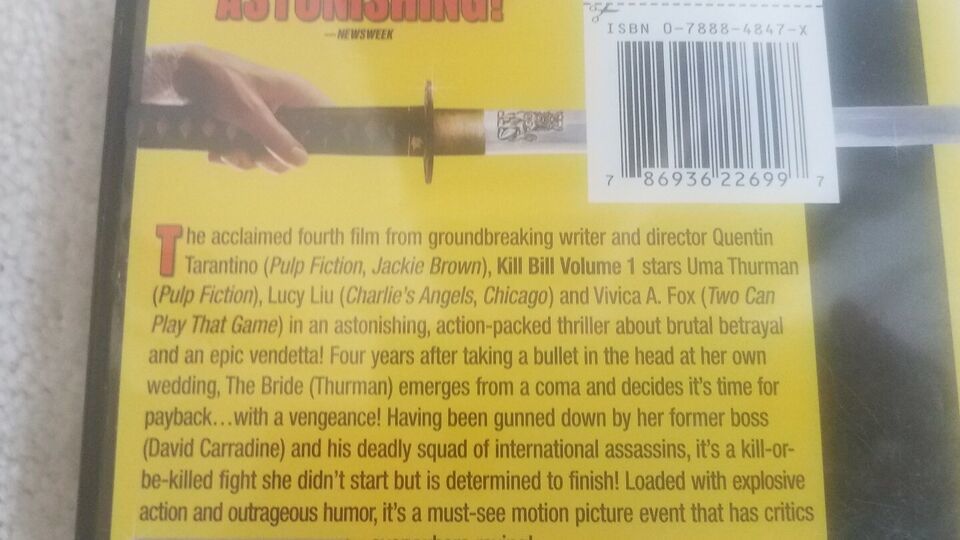 ASTONISHING!
—NEWSWEEK
ISBN 0-7888-4847-X
7 86936 22699 7
The acclaimed fourth film from groundbreaking writer and director Quentin
Tarantino (Pulp Fiction, Jackie Brown), Kill Bill Volume 1 stars Uma Thurman
(Pulp Fiction), Lucy Liu (Charlie's Angels, Chicago) and Vivica A. Fox (Two Can
Play That Game) in an astonishing, action-packed thriller about brutal betrayal
and an epic vendetta! Four years after taking a bullet in the head at her own
wedding, The Bride (Thurman) emerges from a coma and decides it's time for
payback...with a vengeance! Having been gunned down by her former boss
(David Carradine) and his deadly squad of international assassins, it's a kill-or-
be-killed fight she didn't start but is determined to finish! Loaded with explosive
action and outrageous humor, it's a must-see motion picture event that has critics